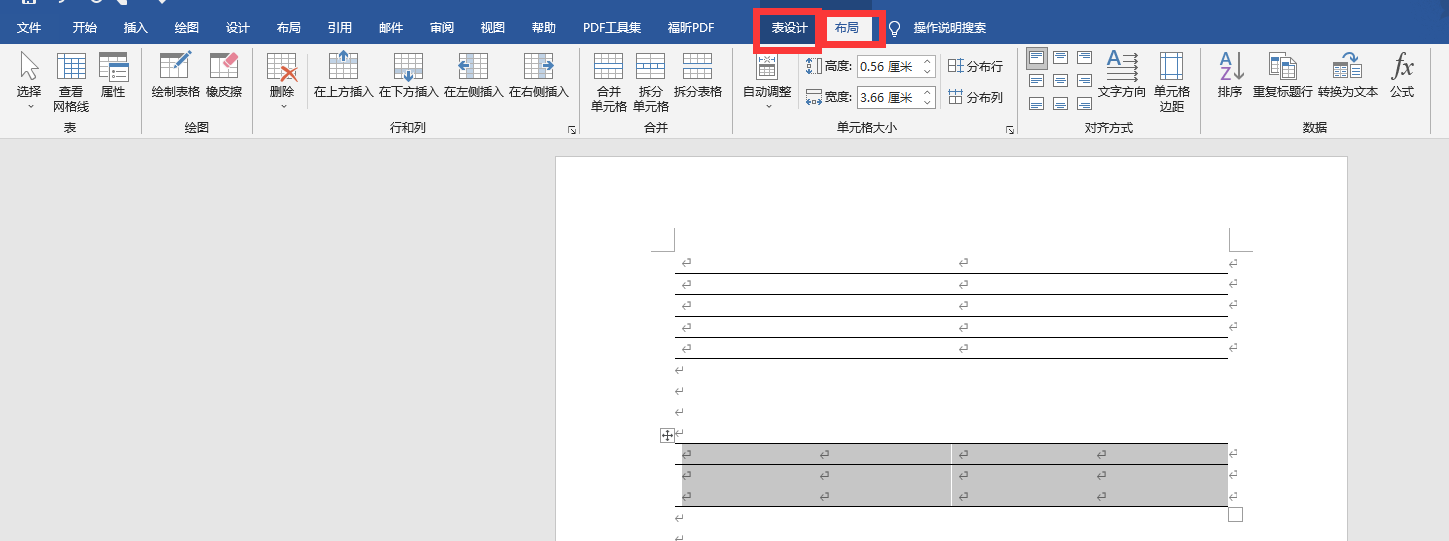 文件 开始 插入 绘图 设计 布局 引用 邮件 审阅 视图 帮助 PDF工具集 福昕PDF 表设计 布局 操作说明搜索
选择 查看网格线 属性
表
绘制表格 橡皮擦
绘图
删除 在上方插入 在下方插入 在左侧插入 在右侧插入
行和列
合并单元格 拆分单元格 拆分表格
合并
自动调整
高度: 0.56 厘米 分布行
宽度: 3.66 厘米 分布列
单元格大小
文字方向 单元格边距
对齐方式
排序 重复标题行 转换为文本 公式
数据